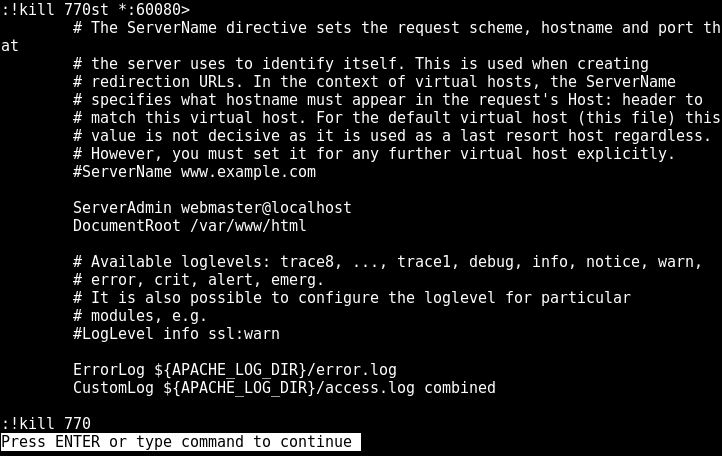 :!kill 770st *:60080>
# The ServerName directive sets the request scheme, hostname and port th
at
# the server uses to identify itself. This is used when creating
# redirection URLs. In the context of virtual hosts, the ServerName
# specifies what hostname must appear in the request's Host: header to
# match this virtual host. For the default virtual host (this file) this
# value is not decisive as it is used as a last resort host regardless.
# However, you must set it for any further virtual host explicitly.
#ServerName www.example.com
ServerAdmin webmaster@localhost
DocumentRoot /var/www/html
# Available loglevels: trace8, ..., trace1, debug, info, notice, warn,
# error, crit, alert, emerg.
# It is also possible to configure the loglevel for particular
# modules, e.g.
#LogLevel info ssl:warn
ErrorLog ${APACHE_LOG_DIR}/error.log
CustomLog ${APACHE_LOG_DIR}/access.log combined
:!kill 770
Press ENTER or type command to continue